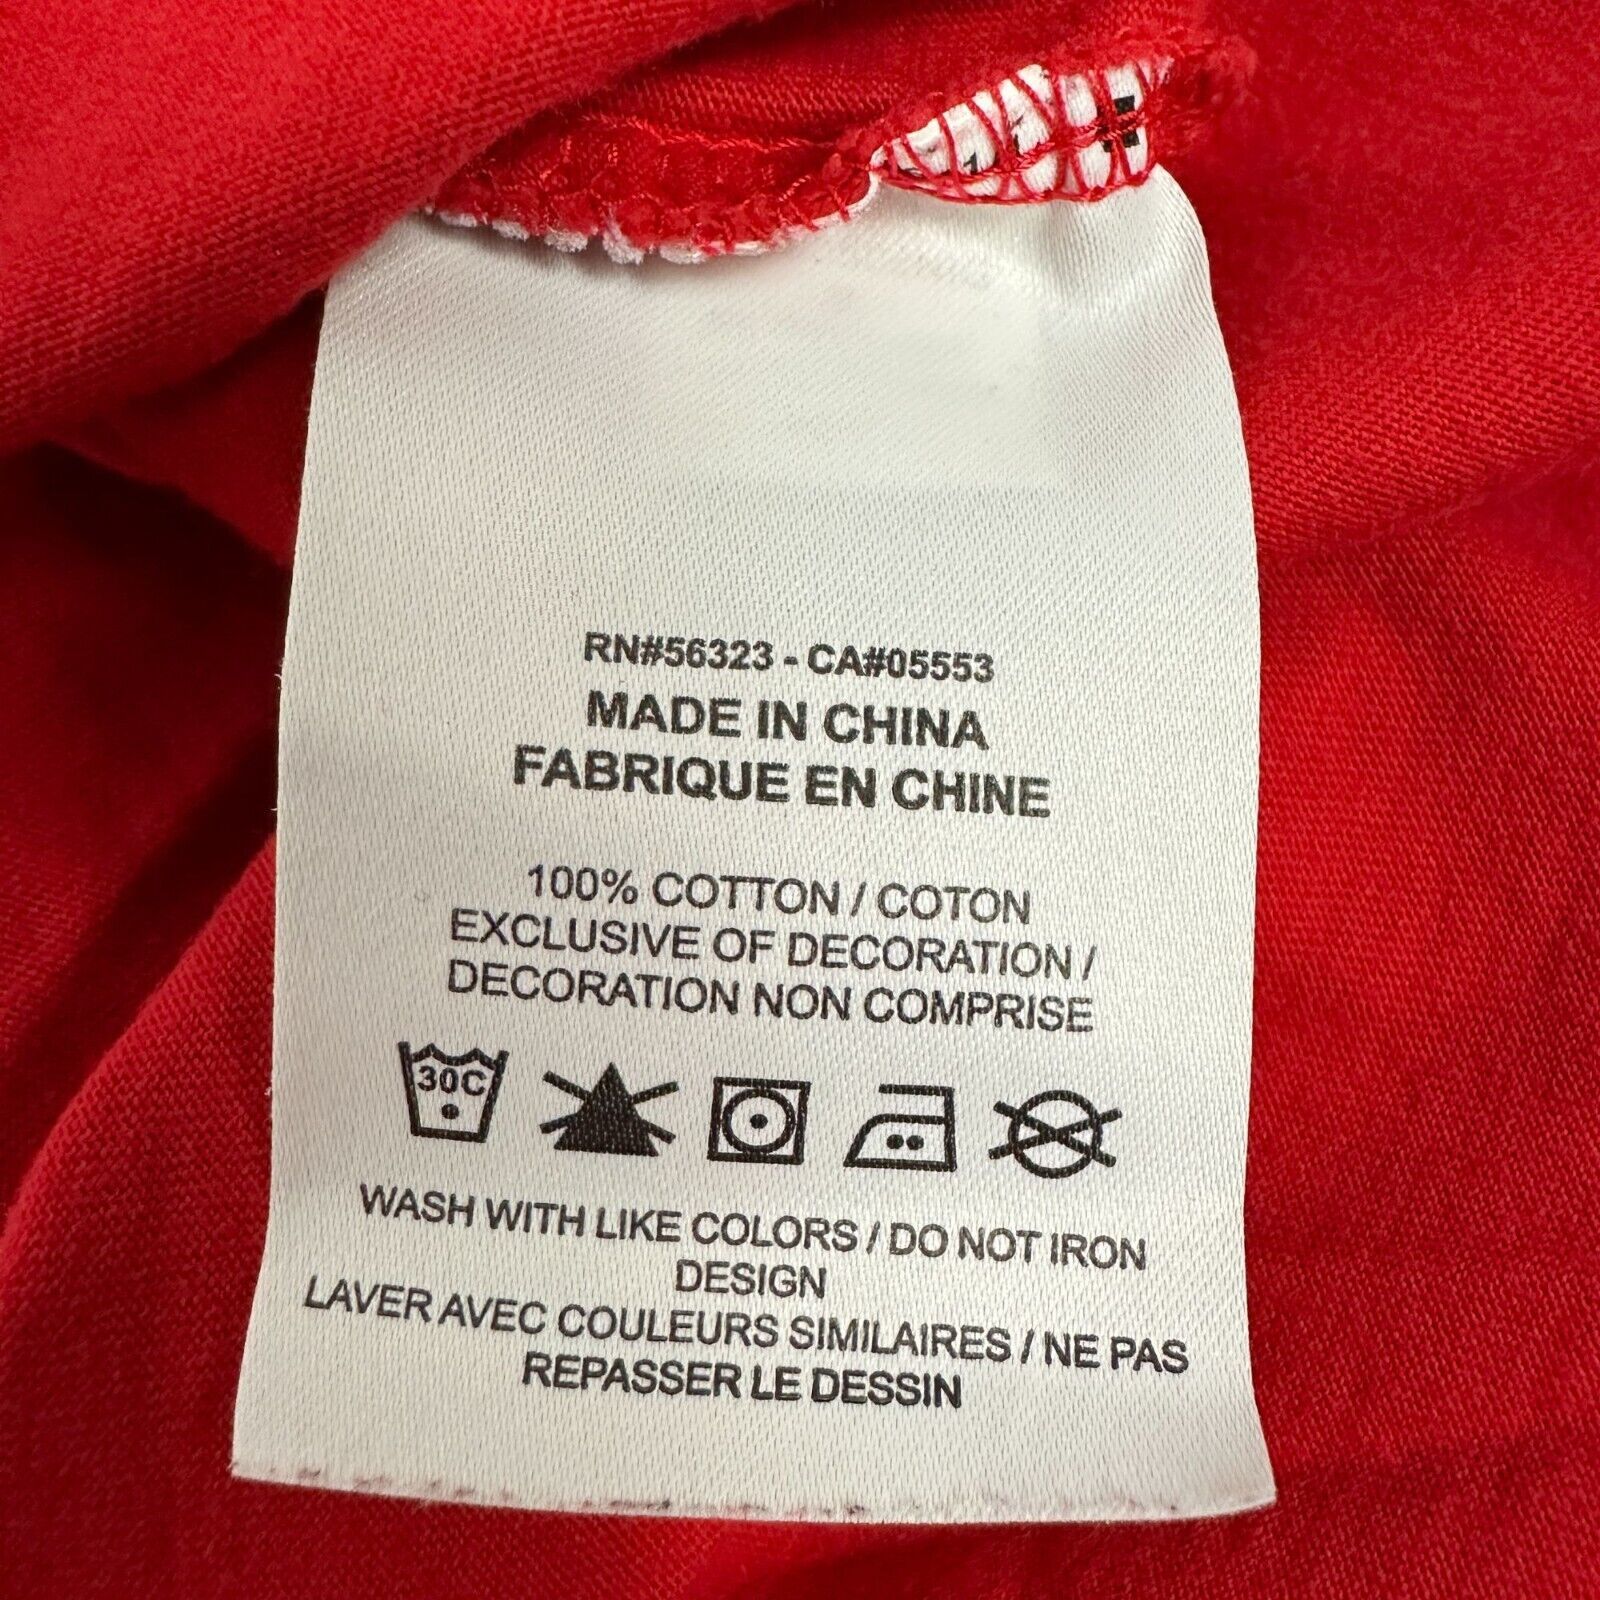 RN#56323 - CA#05553
MADE IN CHINA
FABRIQUE EN CHINE
100% COTTON / COTON
EXCLUSIVE OF DECORATION /
DECORATION NON COMPRISE
30C
WASH WITH LIKE COLORS / DO NOT IRON
DESIGN
LAVER AVEC COULEURS SIMILAIRES / NE PAS
REPASSER LE DESSIN